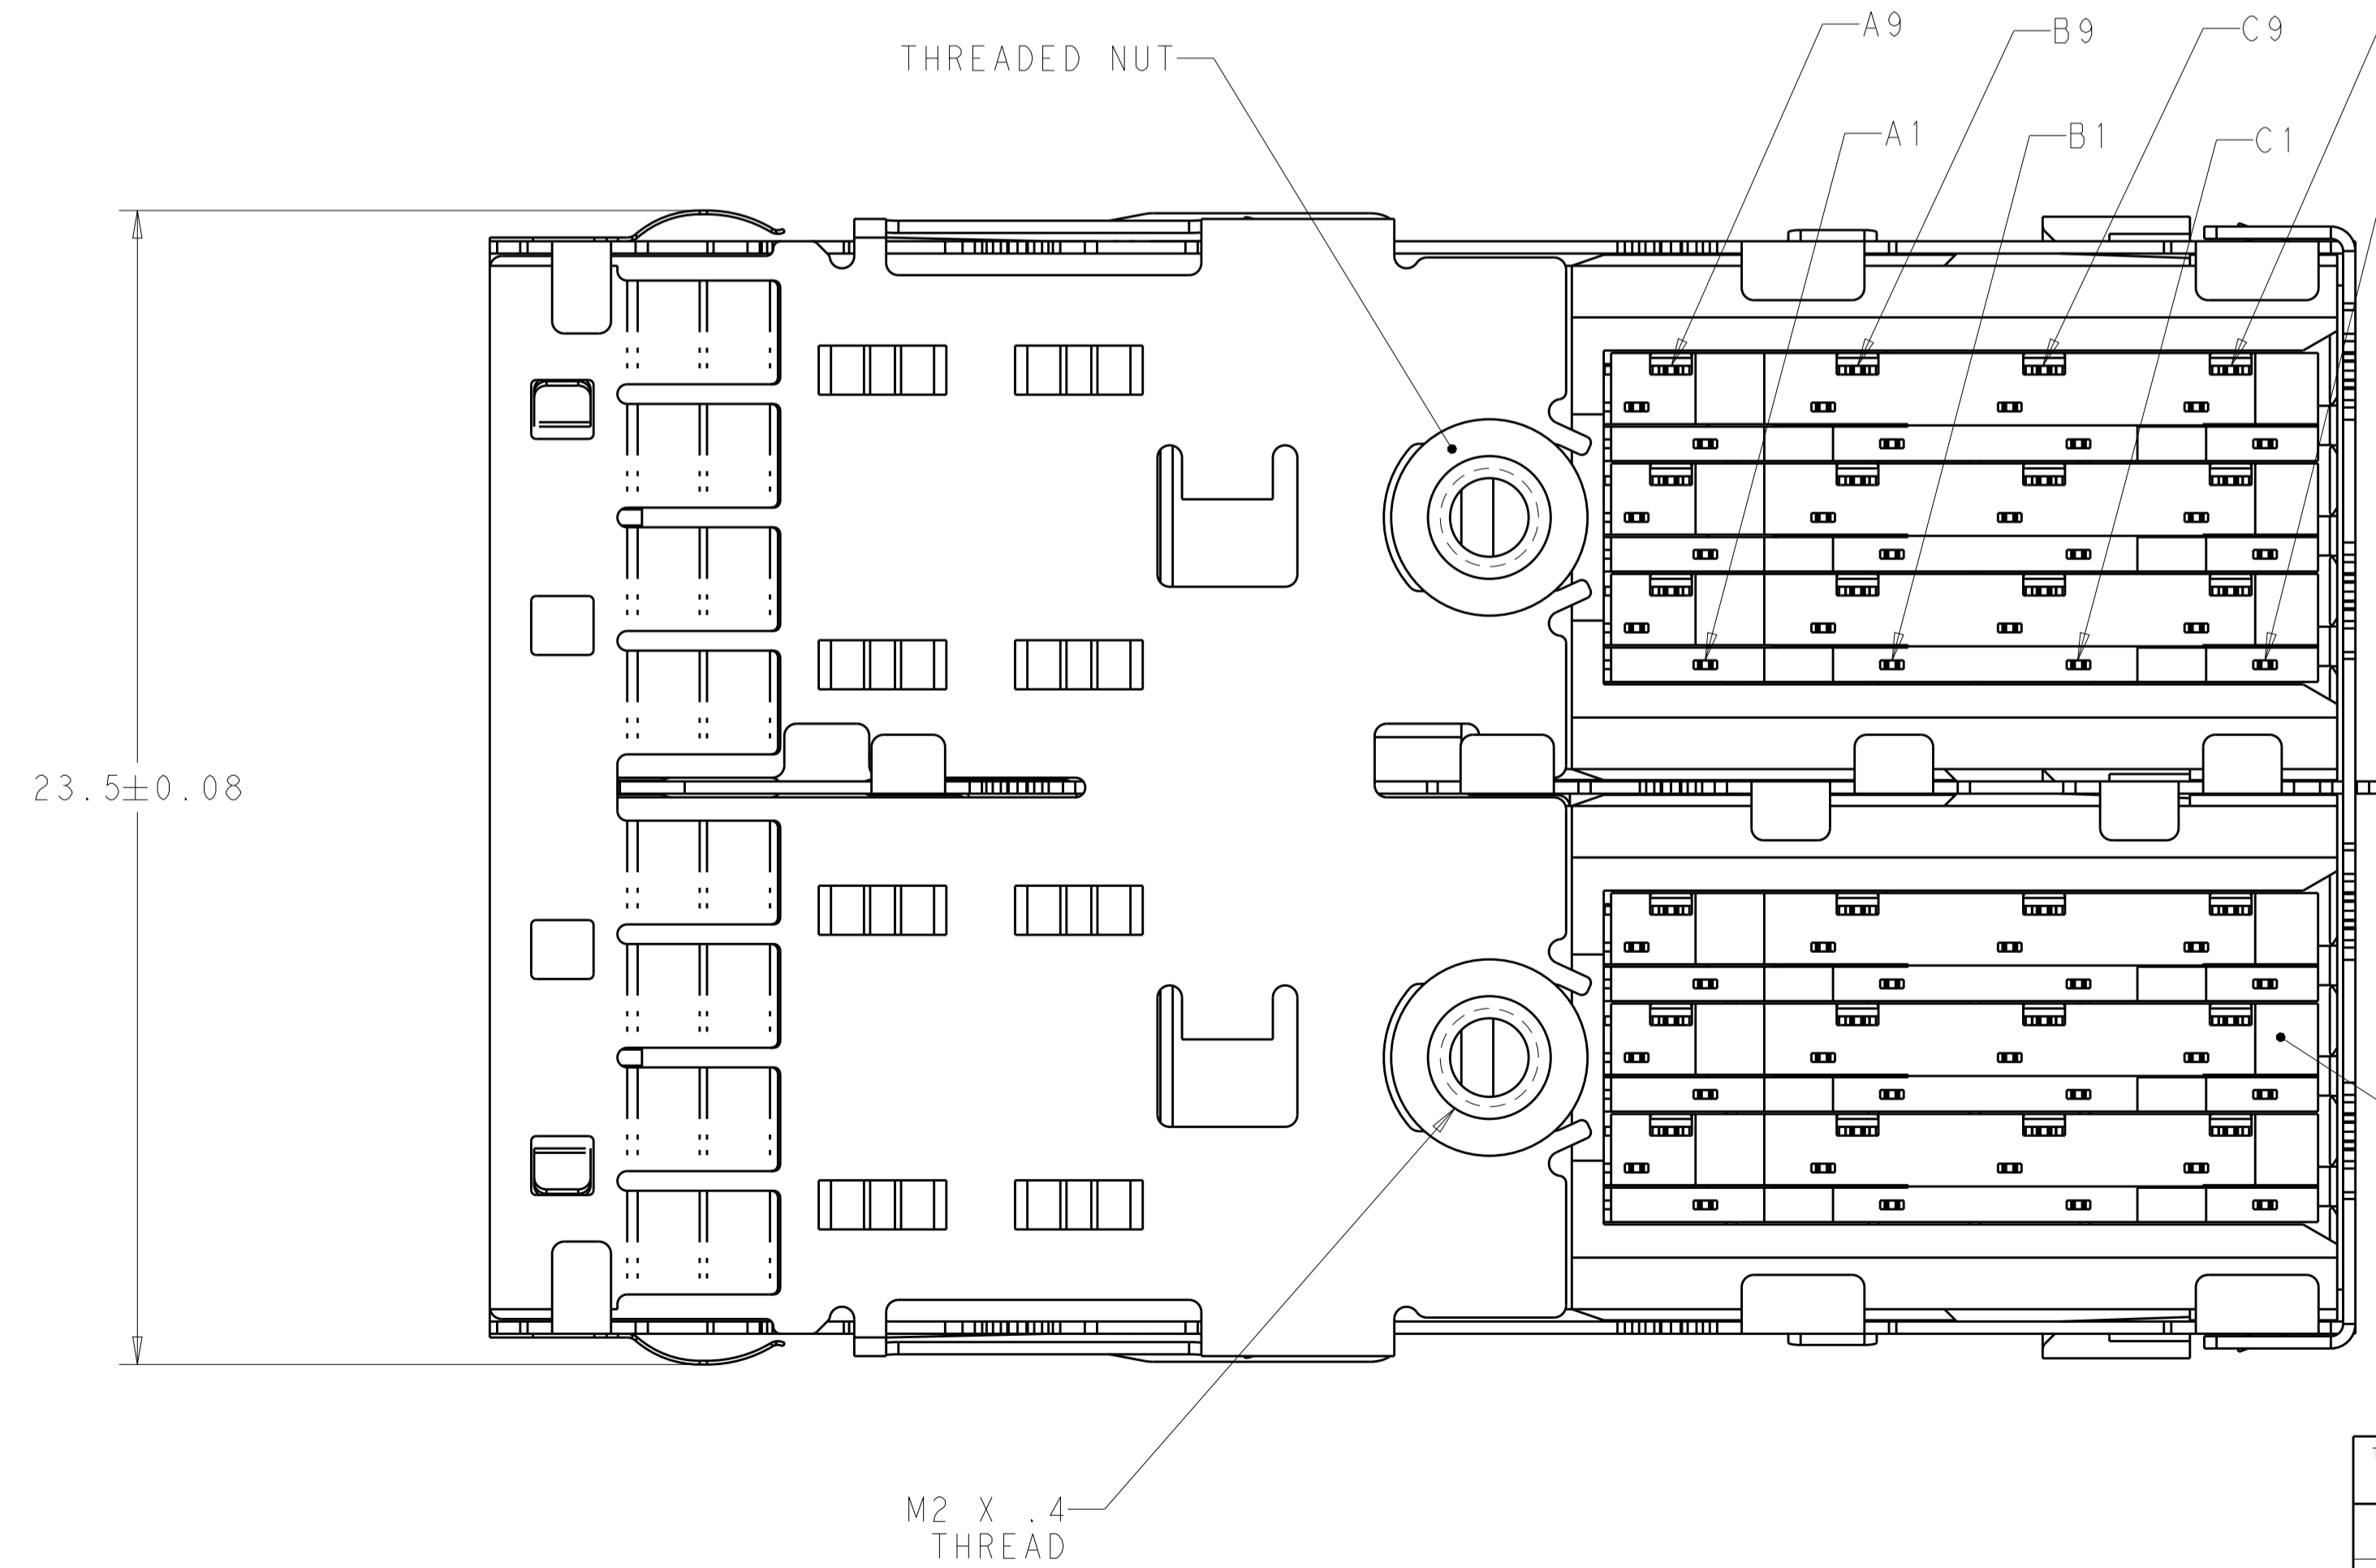 THREADED NUT
A9
B9
C9
A1
B1
C1
23.5±0.08
M2 X .4
THREAD